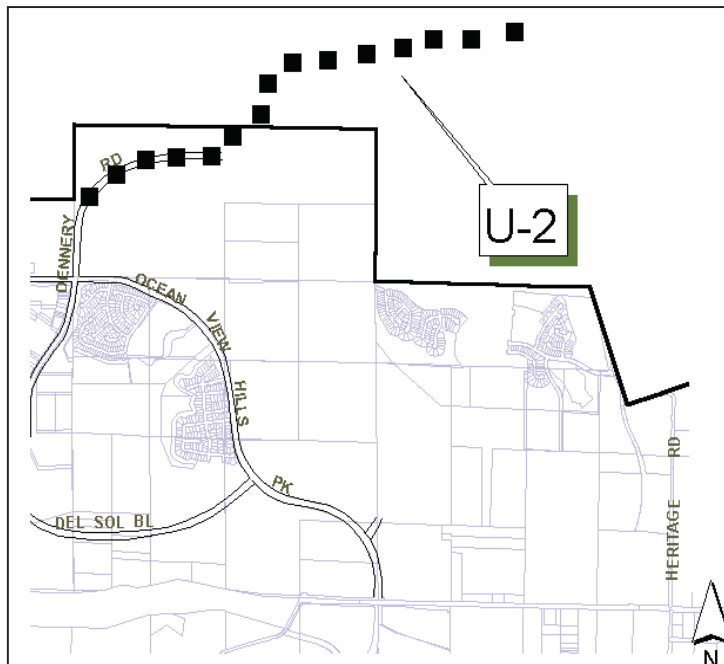 RD
U-2
DENNERY
OCEAN
VIEW
HILLS
PK
RD
DEL SOL BL
HERITAGE
N